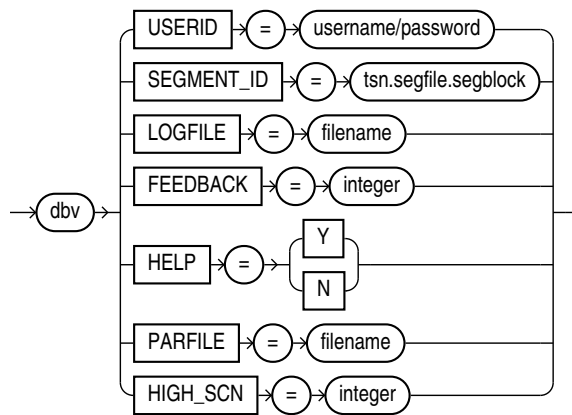 USERID = username/password
SEGMENT_ID = tsn.segfile.segblock
LOGFILE = filename
FEEDBACK = integer
dbv
HELP = Y
N
PARFILE = filename
HIGH_SCN = integer